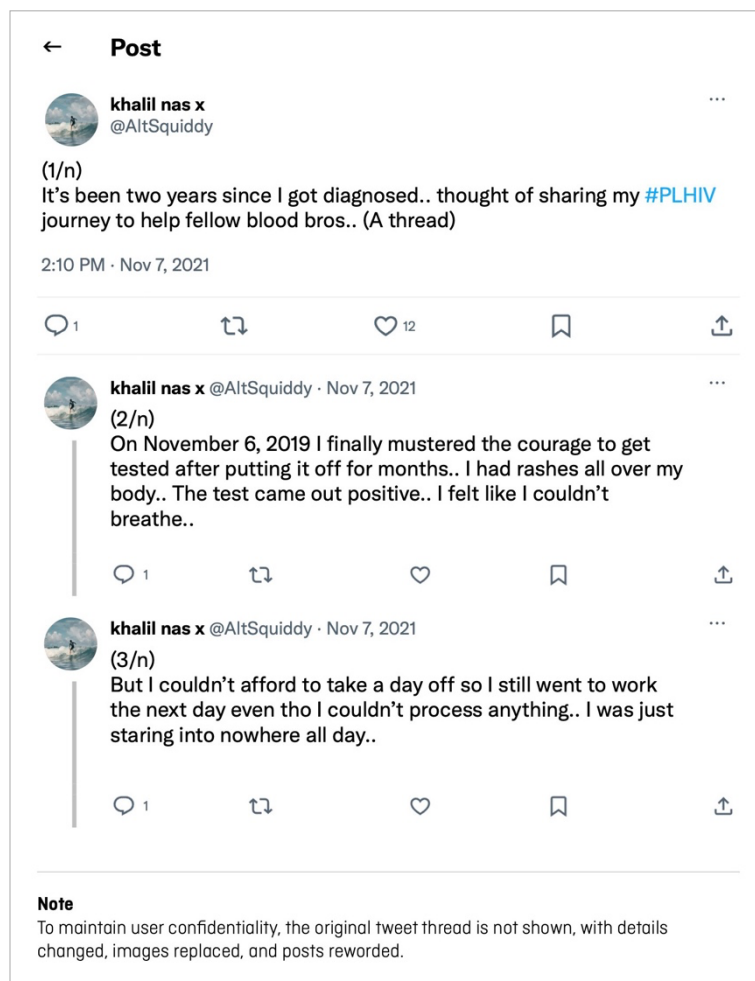 Post
khalil nas x
@AltSquiddy
(1/n)
It’s been two years since I got diagnosed.. thought of sharing my #PLHIV
journey to help fellow blood bros.. (A thread)
2:10 PM · Nov 7, 2021
1
12
khalil nas x @AltSquiddy · Nov 7, 2021
(2/n)
On November 6, 2019 I finally mustered the courage to get
tested after putting it off for months.. I had rashes all over my
body.. The test came out positive.. I felt like I couldn’t
breathe..
1
khalil nas x @AltSquiddy · Nov 7, 2021
(3/n)
But I couldn’t afford to take a day off so I still went to work
the next day even tho I couldn’t process anything.. I was just
staring into nowhere all day..
1
Note
To maintain user confidentiality, the original tweet thread is not shown, with details
changed, images replaced, and posts reworded.